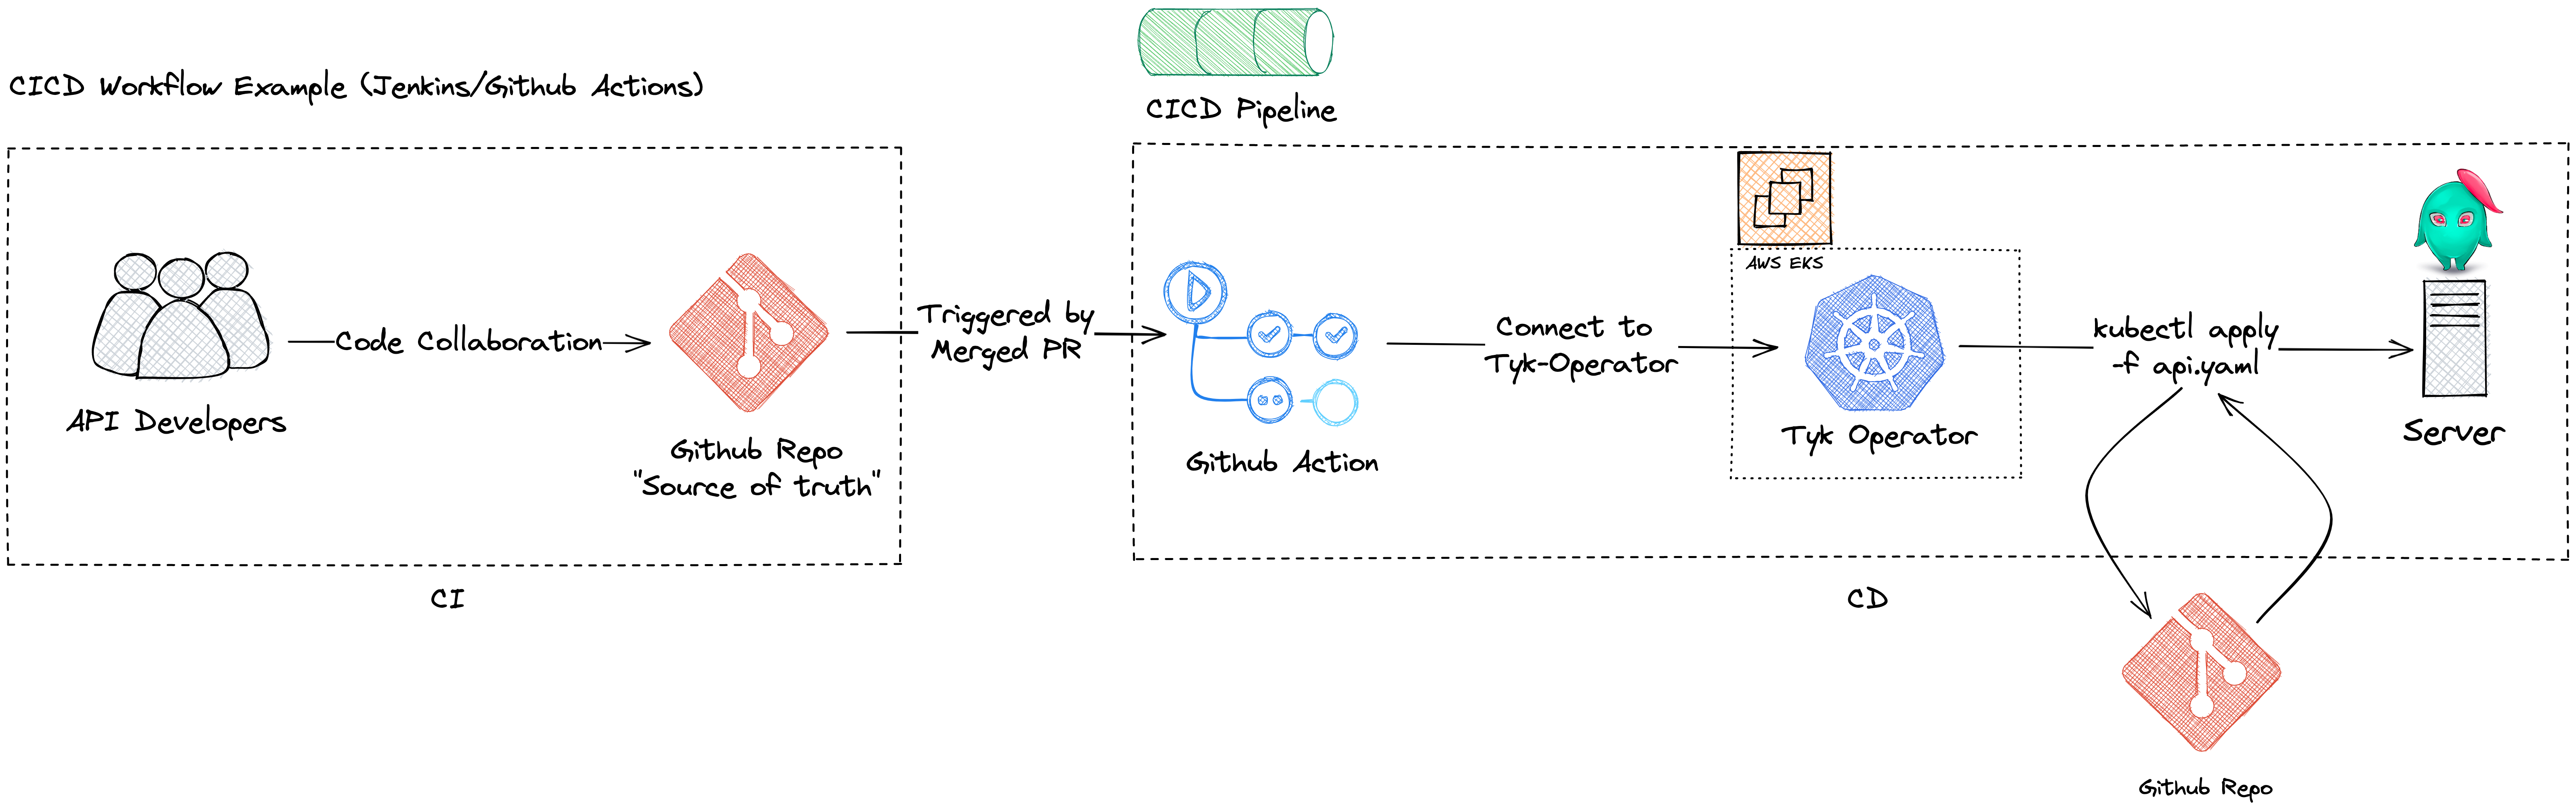 CICD Workflow Example (Jenkins/Github Actions)
CICD Pipeline
API Developers
Code Collaboration
Github Repo
"Source of truth"
CI
Triggered by
Merged PR
Github Action
Connect to
Tyk-Operator
AWS EKS
Tyk Operator
kubectl apply
-f api.yaml
Server
CD
Github Repo